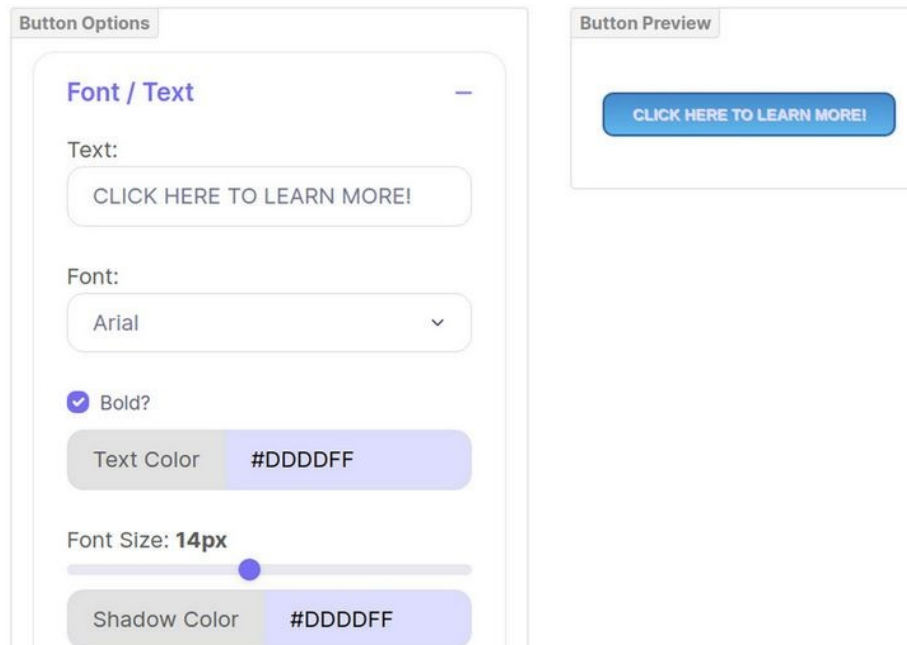 Button Options
Font / Text
Text:
CLICK HERE TO LEARN MORE!
Font:
Arial
Bold?
Text Color #DDDDFF
Font Size: 14px
Shadow Color #DDDDFF
Button Preview
CLICK HERE TO LEARN MORE!